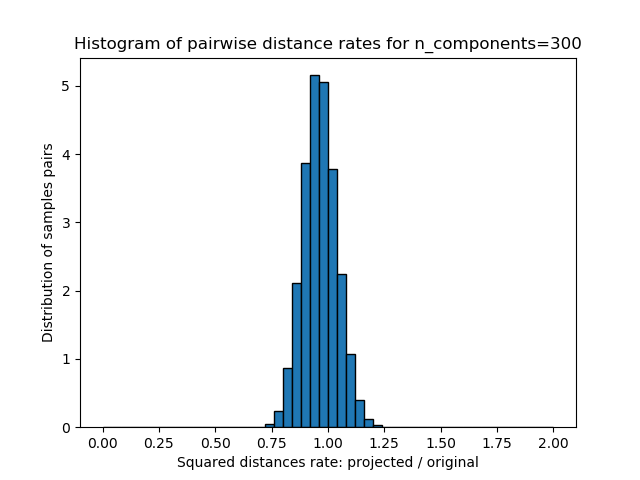 Histogram of pairwise distance rates for n_components=300
Distribution of samples pairs
5
4
3
2
1
0
0.00 0.25 0.50 0.75 1.00 1.25 1.50 1.75 2.00
Squared distances rate: projected / original